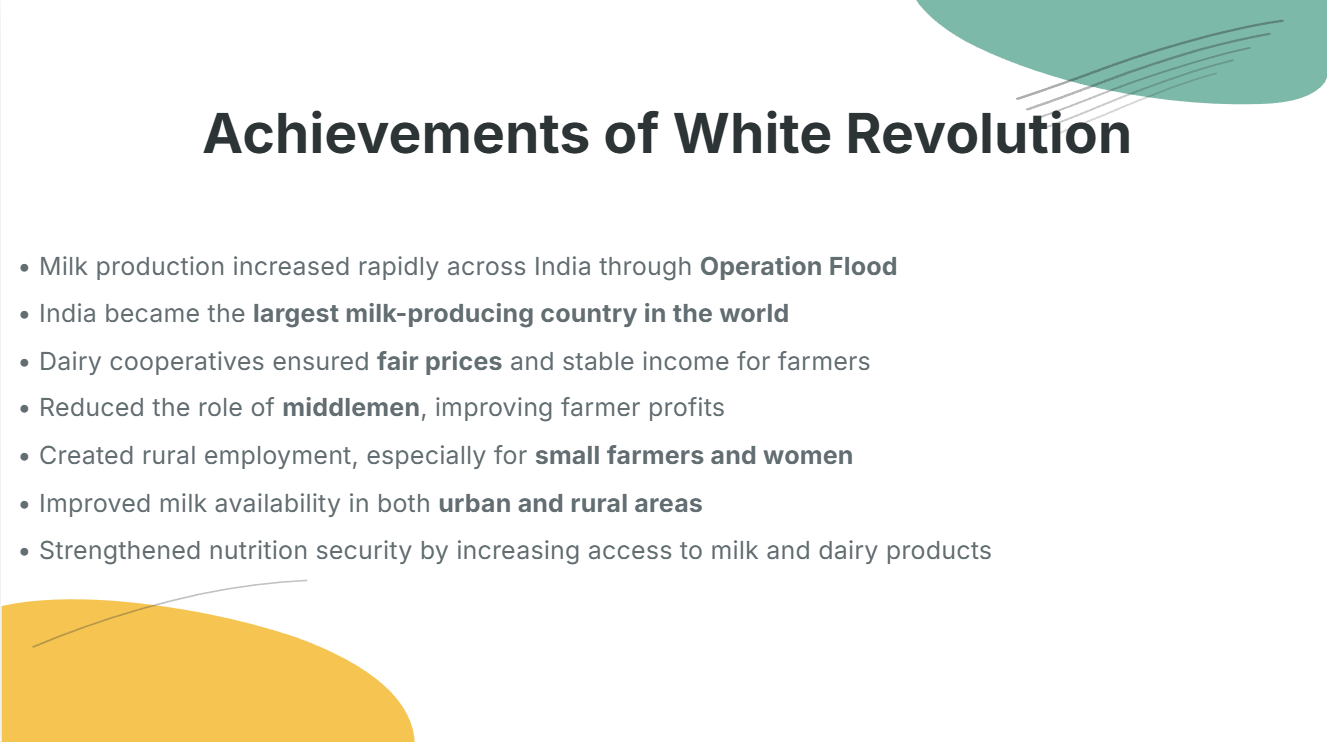 Achievements of White Revolution
• Milk production increased rapidly across India through Operation Flood
• India became the largest milk-producing country in the world
• Dairy cooperatives ensured fair prices and stable income for farmers
• Reduced the role of middlemen, improving farmer profits
• Created rural employment, especially for small farmers and women
• Improved milk availability in both urban and rural areas
• Strengthened nutrition security by increasing access to milk and dairy products